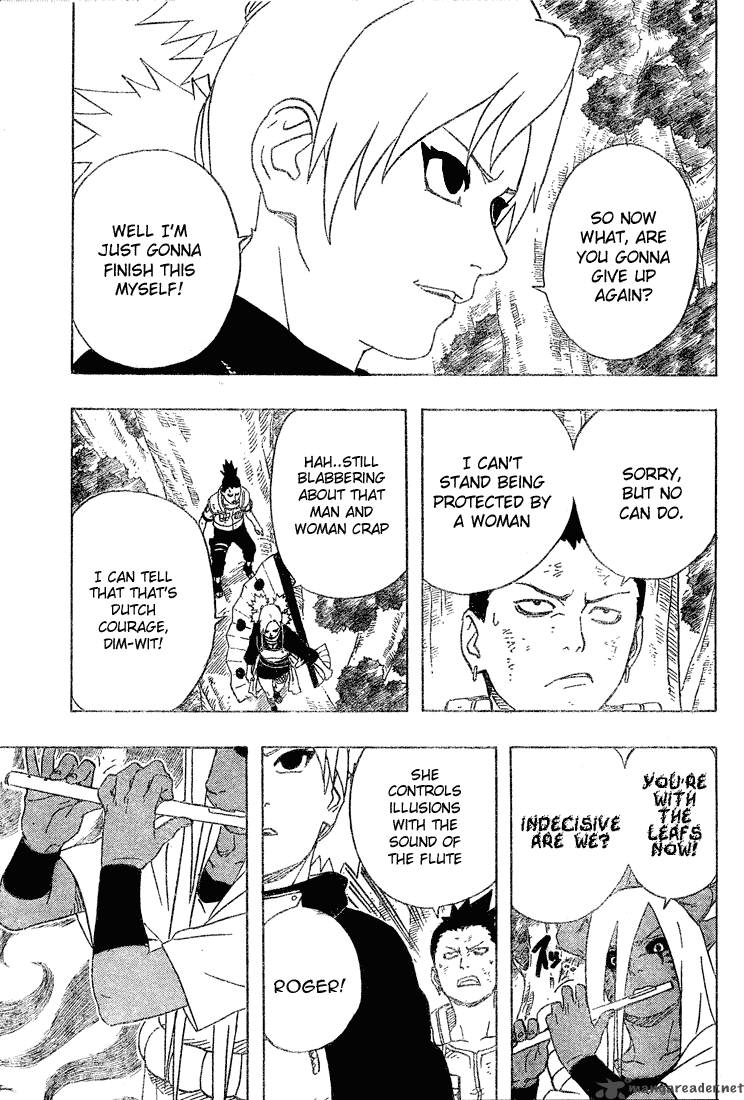 SO NOW
WHAT, ARE
YOU GONNA
GIVE UP
AGAIN?
WELL I'M
JUST GONNA
FINISH THIS
MYSELF!
SORRY,
BUT NO
CAN DO.
I CAN'T
STAND BEING
PROTECTED BY
A WOMAN
HAH..STILL
BLABBERING
ABOUT THAT
MAN AND
WOMAN CRAP
I CAN TELL
THAT THAT'S
DUTCH
COURAGE,
DIM-WIT!
YOU'RE
WITH
THE
LEAFS
NOW!
INDECISIVE
ARE WE?
SHE
CONTROLS
ILLUSIONS
WITH THE
SOUND OF
THE FLUTE
ROGER!
mangareader.net